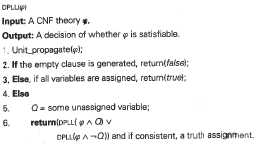 DPLL(φ)
Input: A CNF theory φ.
Output: A decision of whether φ is satisfiable.
1. Unit_propagate(φ);
2. If the empty clause is generated, return(false);
3. Else, if all variables are assigned, return(true);
4. Else
5. Q = some unassigned variable;
6. return(DPLL( φ ∧ Q) ∨
DPLL(φ ∧ ¬Q)) and if consistent, a truth assignment.